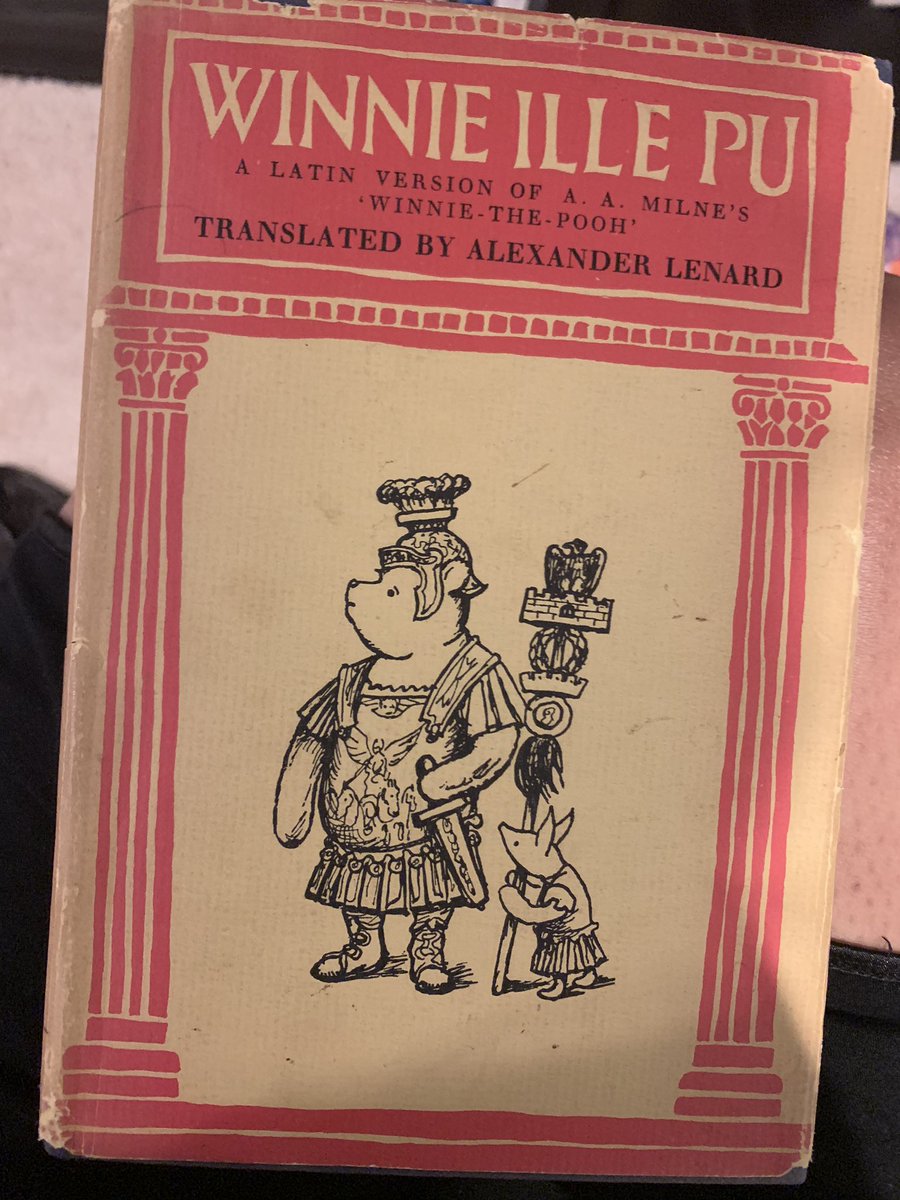 WINNIE ILLE PU
A LATIN VERSION OF A. A. MILNE'S
'WINNIE-THE-POOH'
TRANSLATED BY ALEXANDER LENARD